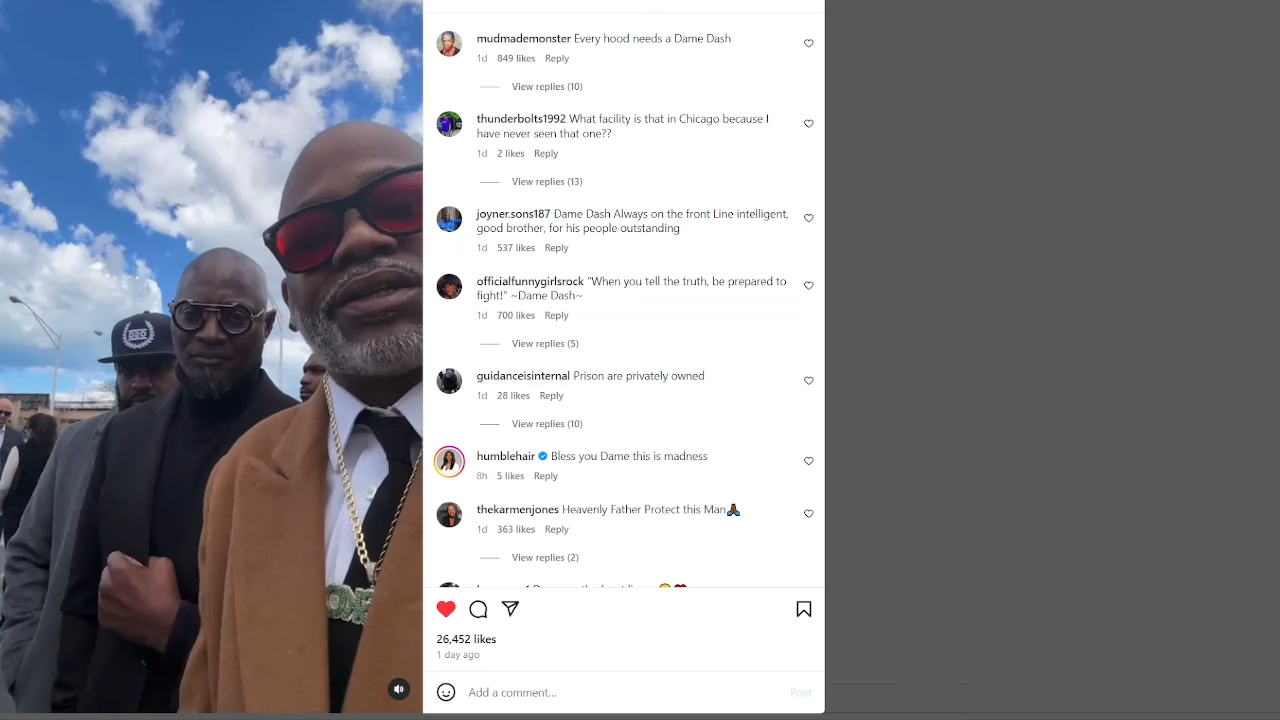 mudmademonster Every hood needs a Dame Dash
1d 849 likes Reply
View replies (10)
thunderbolts1992 What facility is that in Chicago because I
have never seen that one??
1d 2 likes Reply
View replies (13)
joyner.sons187 Dame Dash Always on the front Line intelligent,
good brother, for his people outstanding
1d 537 likes Reply
officialfunnygirlsrock "When you tell the truth, be prepared to
fight!" ~Dame Dash~
1d 700 likes Reply
View replies (5)
guidanceisinternal Prison are privately owned
1d 28 likes Reply
View replies (10)
humblehair Bless you Dame this is madness
8h 5 likes Reply
thekarmenjones Heavenly Father Protect this Man🙏🏾
1d 363 likes Reply
View replies (2)
26,452 likes
1 day ago
Add a comment...
Post